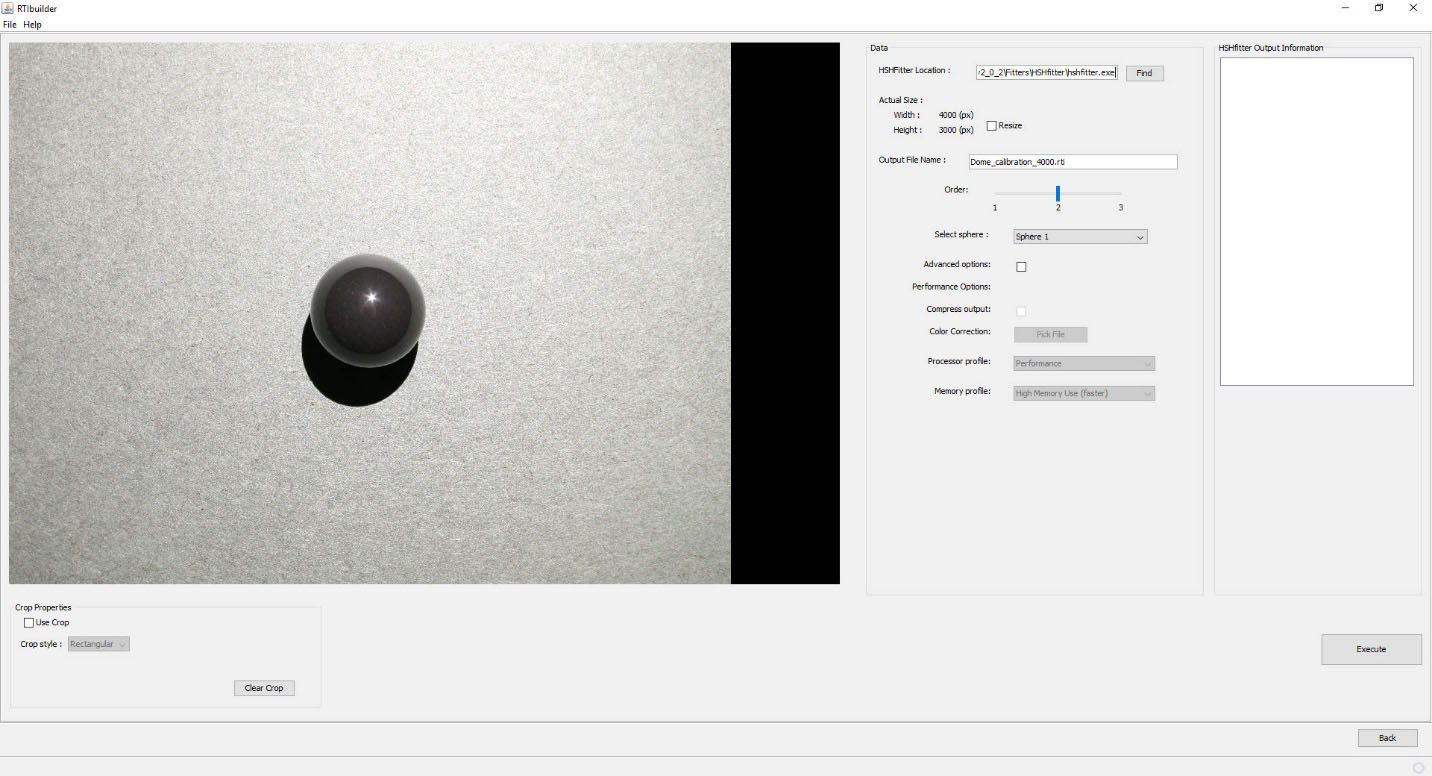 RTIbuilder
File Help
Data
HSHFitter Location :
r2_0_2\Fitters\HSHfitter\hshfitter.exe
Find
Actual Size :
Width : 4000 (px)
Height : 3000 (px)
Resize
Output File Name : Dome_calibration_4000.rti
Order:
1 2 3
Select sphere : Sphere 1
Advanced options:
Performance Options:
Compress output:
Color Correction: Pick File
Processor profile: Performance
Memory profile: High Memory Use (faster)
HSHfitter Output Information
Crop Properties
Use Crop
Crop style : Rectangular
Clear Crop
Execute
Back